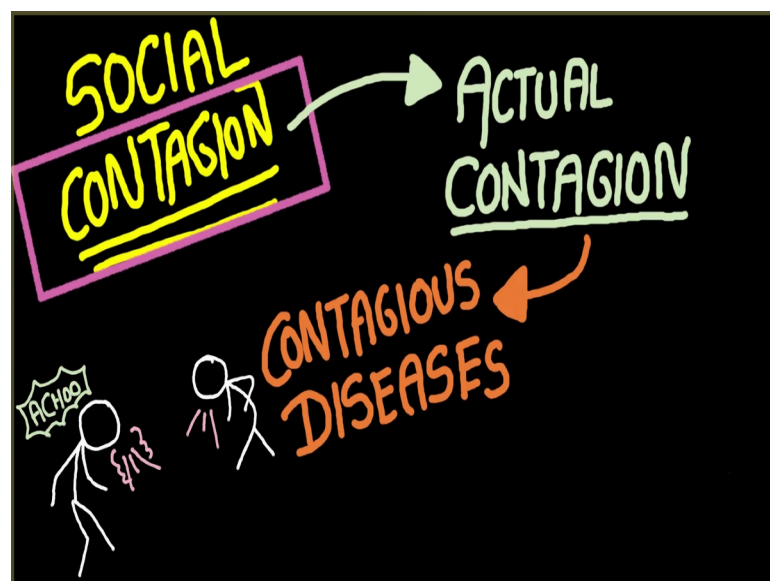 SOCIAL
CONTAGION
ACTUAL
CONTAGION
CONTAGIOUS
DISEASES
ACHOO